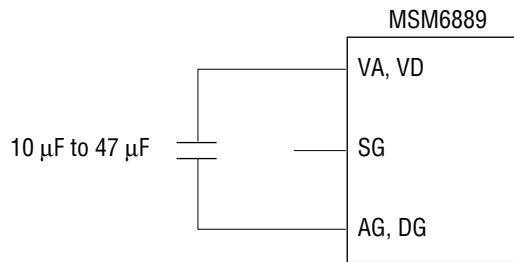 MSM6889
VA, VD
10 μF to 47 μF
SG
AG, DG